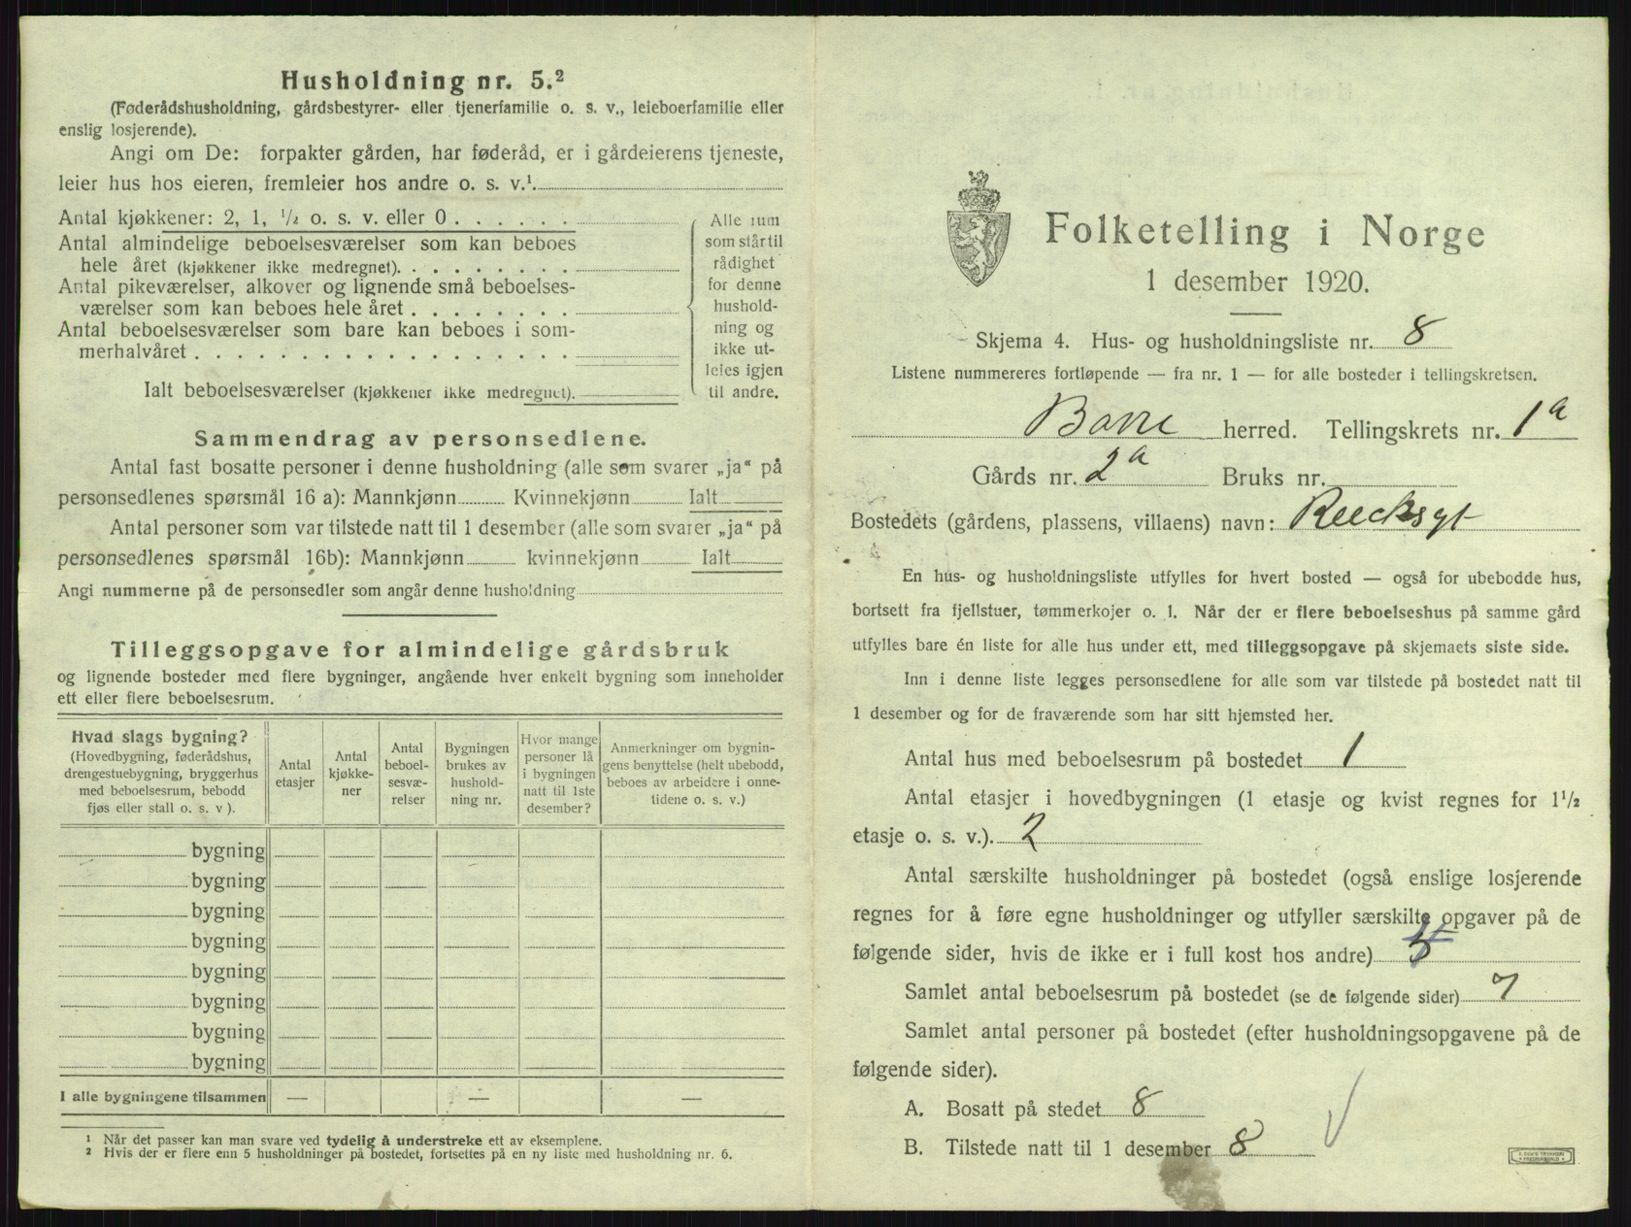 Husholdning nr. 5.²
(Føderådshusholdning, gårdsbestyrer- eller tjenerfamilie o. s. v., leieboerfamilie eller
enslig losjerende).
Angi om De: forpakter gården, har føderåd, er i gårdeierens tjeneste,
leier hus hos eieren, fremleier hos andre o. s. v.¹.
Antal kjøkkener: 2, 1, ¹/₂ o. s. v. eller 0 . . . . . .
Antal almindelige beboelsesværelser som kan beboes
hele året (kjøkkener ikke medregnet). . . . . . . . .
Antal pikeværelser, alkover og lignende små beboelses-
værelser som kan beboes hele året . . . . . . . .
Antal beboelsesværelser som bare kan beboes i som-
merhalvåret . . . . . . . . . . . . . . . . . .
Ialt beboelsesværelser (kjøkkener ikke medregnet).
Alle rum
som står til
rådighet
for denne
hushold-
ning og
ikke ut-
leies igjen
til andre.
Sammendrag av personsedlene.
Antal fast bosatte personer i denne husholdning (alle som svarer „ja“ på
personsedlenes spørsmål 16 a): Mannkjønn Kvinnekjønn Ialt
Antal personer som var tilstede natt til 1 desember (alle som svarer „ja“ på
personsedlenes spørsmål 16b): Mannkjønn kvinnekjønn Ialt
Angi nummerne på de personsedler som angår denne husholdning
Tilleggsopgave for almindelige gårdsbruk
og lignende bosteder med flere bygninger, angående hver enkelt bygning som inneholder
ett eller flere beboelsesrum.
Hvad slags bygning?
(Hovedbygning, føderådshus,
drengestuebygning, bryggerhus
med beboelsesrum, bebodd
fjøs eller stall o. s. v ).
Antal
etasjer
Antal
kjøkke-
ner
Antal
beboel-
sesvæ-
relser
Bygningen
brukes av
hushold-
ning nr.
Hvor mange
personer lå
i bygningen
natt til 1ste
desember?
Anmerkninger om bygnin-
gens benyttelse (helt ubebodd,
beboes av arbeidere i onne-
tidene o. s. v.)
bygning
bygning
bygning
bygning
bygning
bygning
bygning
bygning
I alle bygningene tilsammen — — —
¹ Når det passer kan man svare ved tydelig å understreke ett av eksemplene.
² Hvis der er flere enn 5 husholdninger på bostedet, fortsettes på en ny liste med husholdning nr. 6.
Folketelling i Norge
1 desember 1920.
Skjema 4. Hus- og husholdningsliste nr. 8
Listene nummereres fortløpende — fra nr. 1 — for alle bosteder i tellingskretsen.
Borre herred. Tellingskrets nr. 1a
Gårds nr. 2a Bruks nr.
Bostedets (gårdens, plassens, villaens) navn:
En hus- og husholdningsliste utfylles for hvert bosted — også for ubebodde hus,
bortsett fra fjellstuer, tømmerkojer o. l. Når der er flere beboelseshus på samme gård
utfylles bare én liste for alle hus under ett, med tilleggsopgave på skjemaets siste side.
Inn i denne liste legges personsedlene for alle som var tilstede på bostedet natt til
1 desember og for de fraværende som har sitt hjemsted her.
Antal hus med beboelsesrum på bostedet 1
Antal etasjer i hovedbygningen (1 etasje og kvist regnes for 1¹/₂
etasje o. s. v.). 2
Antal særskilte husholdninger på bostedet (også enslige losjerende
regnes for å føre egne husholdninger og utfyller særskilte opgaver på de
følgende sider, hvis de ikke er i full kost hos andre)
Samlet antal beboelsesrum på bostedet (se de følgende sider) 7
Samlet antal personer på bostedet (efter husholdningsopgavene på de
følgende sider).
A. Bosatt på stedet 8
B. Tilstede natt til 1 desember 8